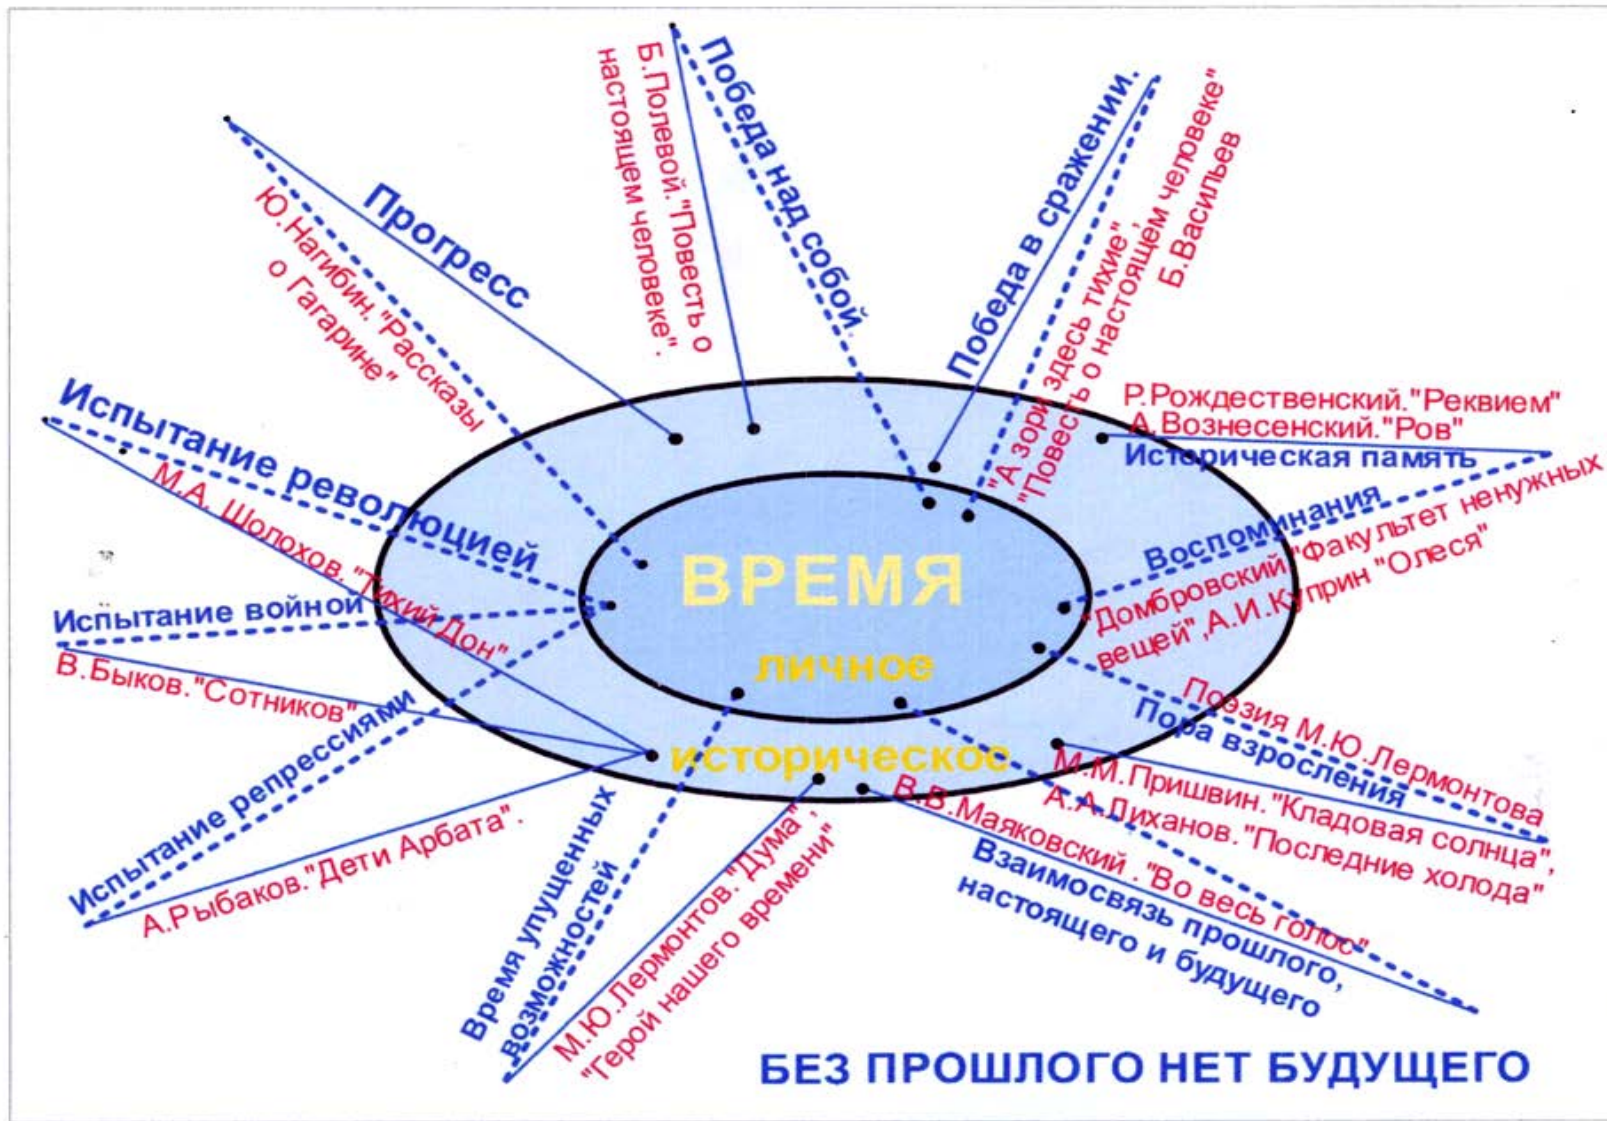 Б.Полевой."Повесть о
настоящем человеке".
Победа над собой.
Победа в сражении.
"А зори здесь тихие",
"Повесть о настоящем человеке"
Б.Васильев
Прогресс
Ю.Нагибин."Рассказы
о Гагарине"
Р.Рождественский."Реквием"
А.Вознесенский."Ров"
Историческая память
Воспоминания
"Домбровский."Факультет ненужных
вещей",А.И.Куприн "Олеся"
Испытание революцией
М.А. Шолохов."Тихий Дон"
Испытание войной
В.Быков."Сотников"
Испытание репрессиями
А.Рыбаков."Дети Арбата".
ВРЕМЯ
личное
историческое
Поэзия М.Ю.Лермонтова
Пора взросления
М.М.Пришвин."Кладовая солнца",
А.А.Лиханов."Последние холода"
В.В.Маяковский ."Во весь голос"
Взаимосвязь прошлого,
настоящего и будущего
Время упущенных
возможностей
М.Ю.Лермонтов."Дума",
"Герой нашего времени"
БЕЗ ПРОШЛОГО НЕТ БУДУЩЕГО